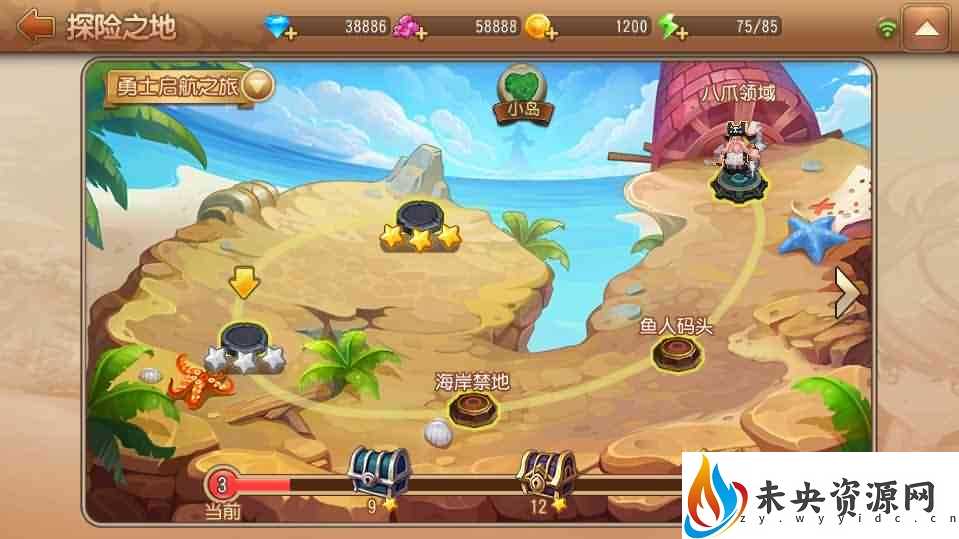 探险之地
38886
58888
1200
75/85
勇士启航之旅
小岛
八爪领域
鱼人码头
海岸禁地
3
当前
9
12
未央资源网
zy.wyyidc.cn